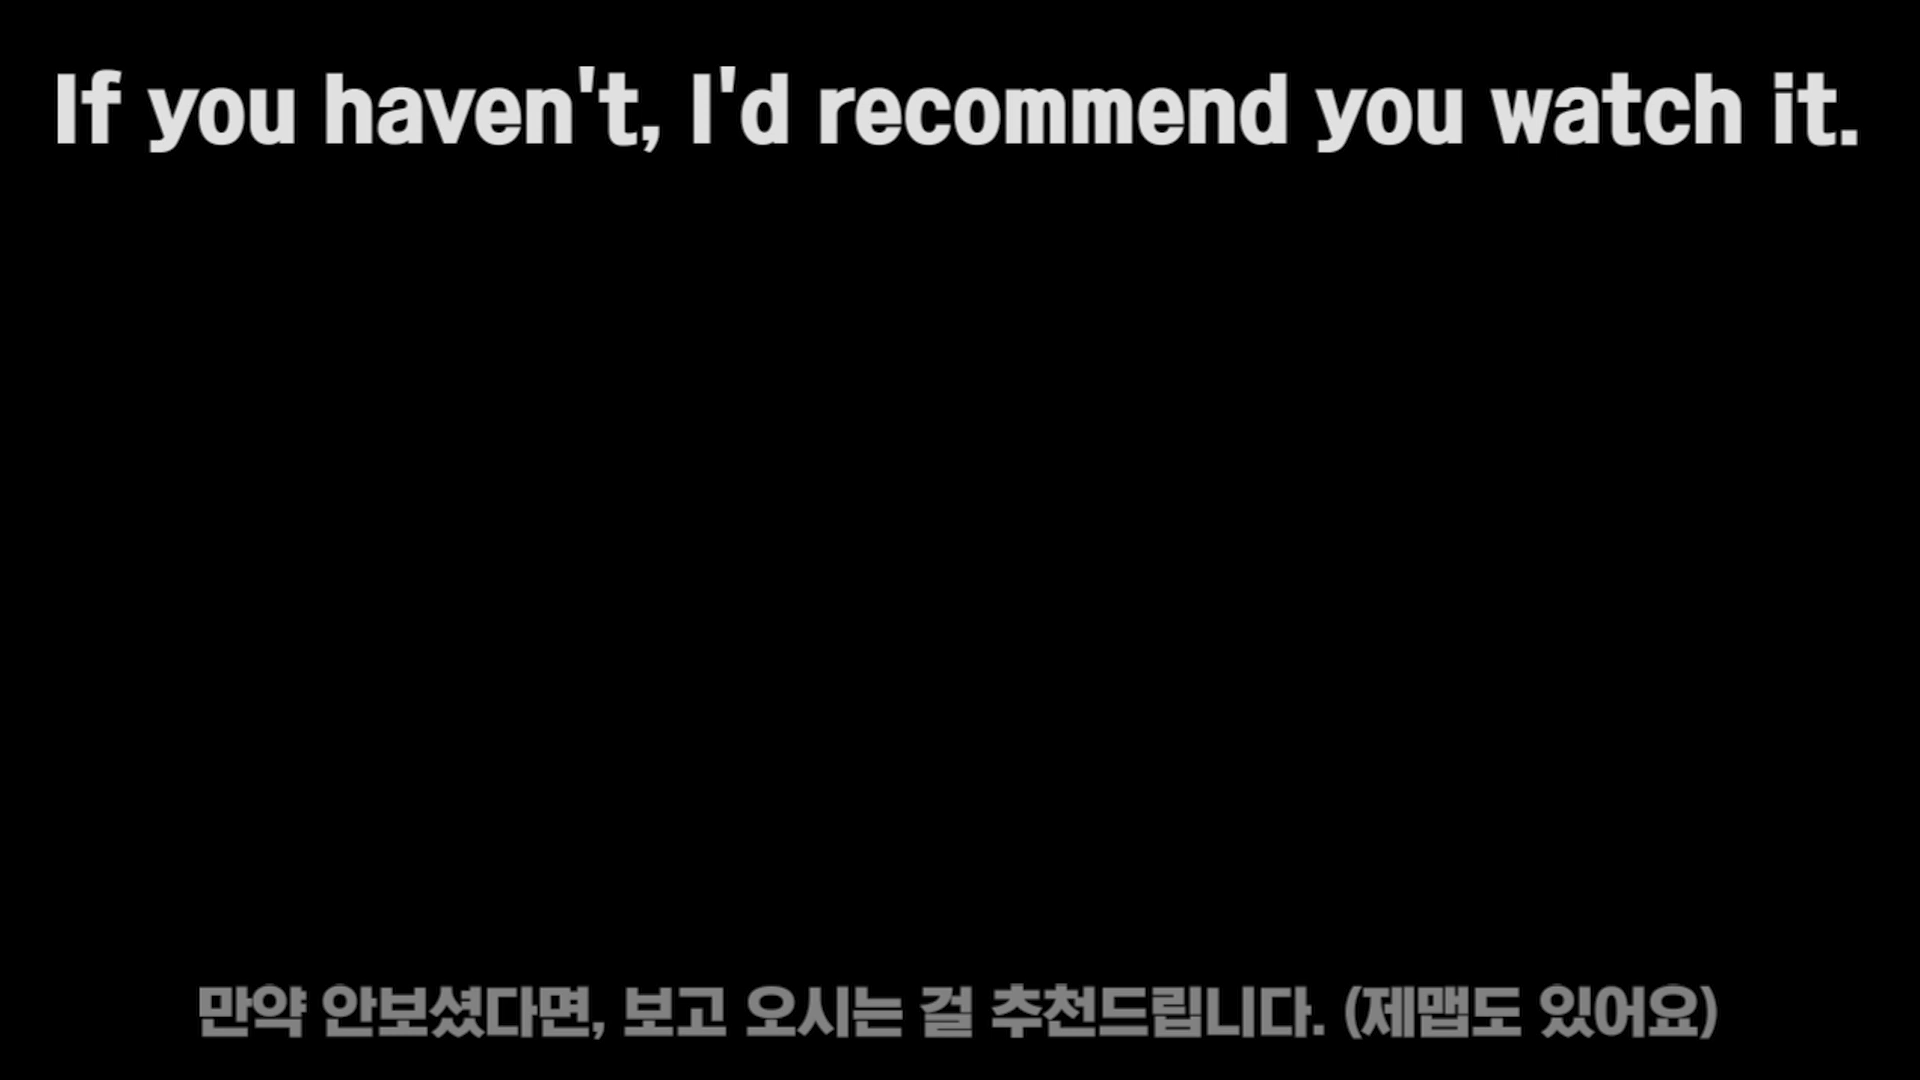 If you haven't, I'd recommend you watch it.
만약 안보셨다면, 보고 오시는 걸 추천드립니다. (제맵도 있어요)